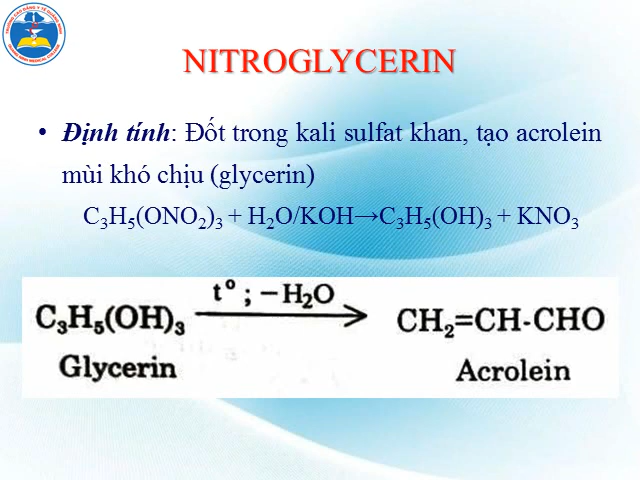 NITROGLYCERIN
• Định tính: Đốt trong kali sulfat khan, tạo acrolein
mùi khó chịu (glycerin)
C₃H₅(ONO₂)₃ + H₂O/KOH→C₃H₅(OH)₃ + KNO₃
t° ; −H₂O
C₃H₅(OH)₃ → CH₂=CH-CHO
Glycerin Acrolein